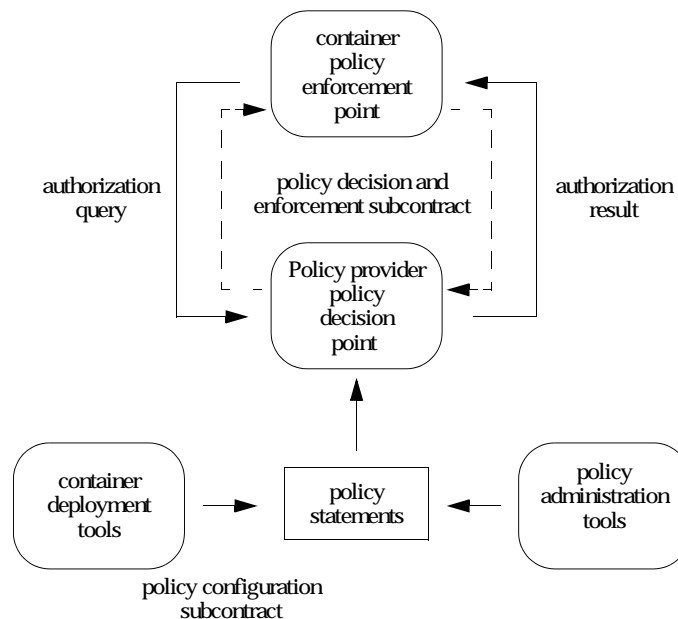 container
policy
enforcement
point
authorization
query
policy decision and
enforcement subcontract
authorization
result
Policy provider
policy
decision
point
container
deployment
tools
policy
statements
policy
administration
tools
policy configuration
subcontract